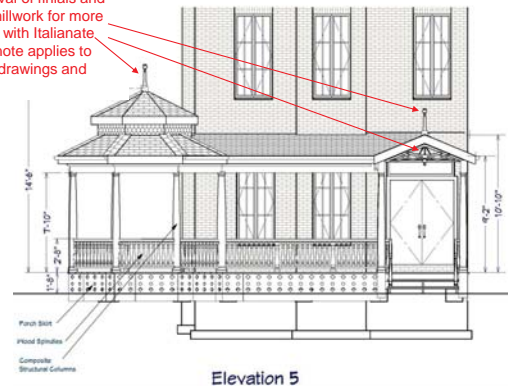 val of finials and
illwork for more
with Italianate
note applies to
drawings and
14'-6"
7'-10"
2'-8"
1'-8"
9'-2"
10'-10"
Porch Skirt
Wood Spindles
Composite
Structural Columns
Elevation 5